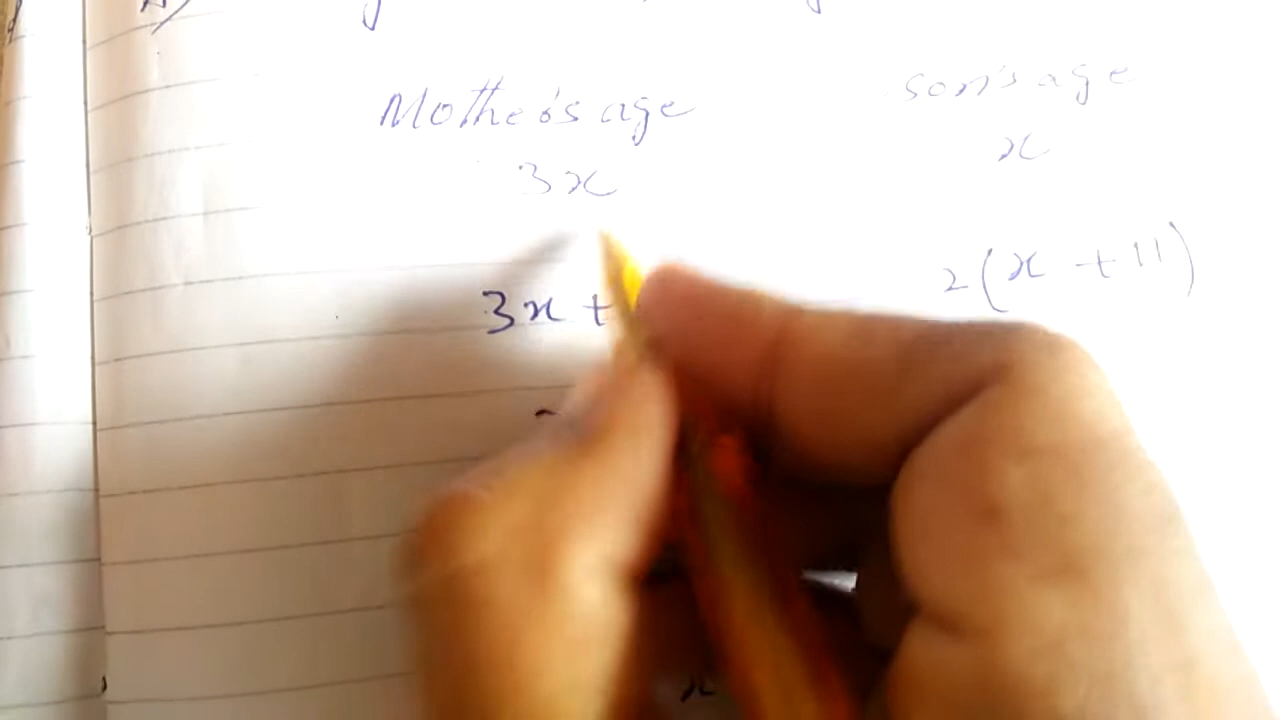 Mother's age son's age
3x x
3x + 2(x + 11)
x